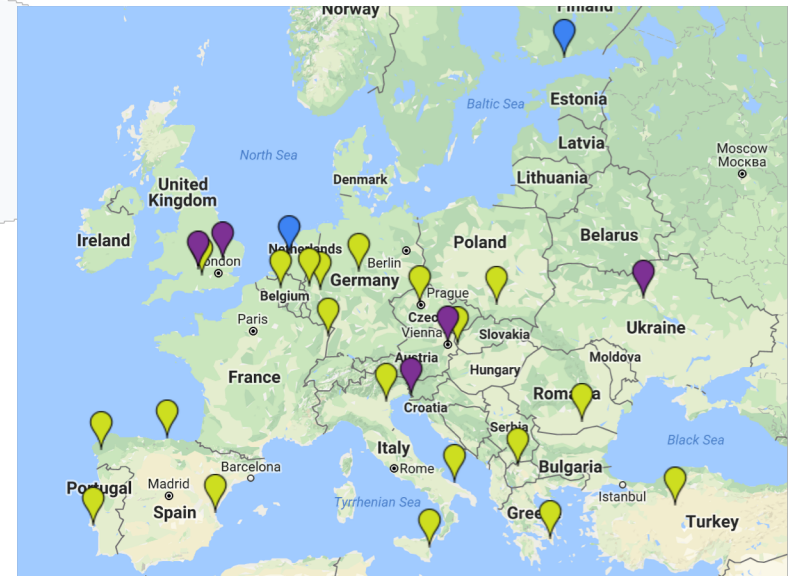 Norway
Finland
Baltic Sea
Estonia
North Sea
Latvia
Moscow
Москва
Denmark
Lithuania
United
Kingdom
Ireland
Belarus
Poland
Netherlands
Berlin
ondon
Germany
Belgium
Prague
Czec
Paris
Ukraine
Vienna
Slovakia
Moldova
Austria
France
Hungary
Romania
Croatia
Serbia
Italy
Black Sea
Barcelona
Rome
Bulgaria
Madrid
Portugal
Istanbul
Spain
Tyrrhenian Sea
Gree
Turkey